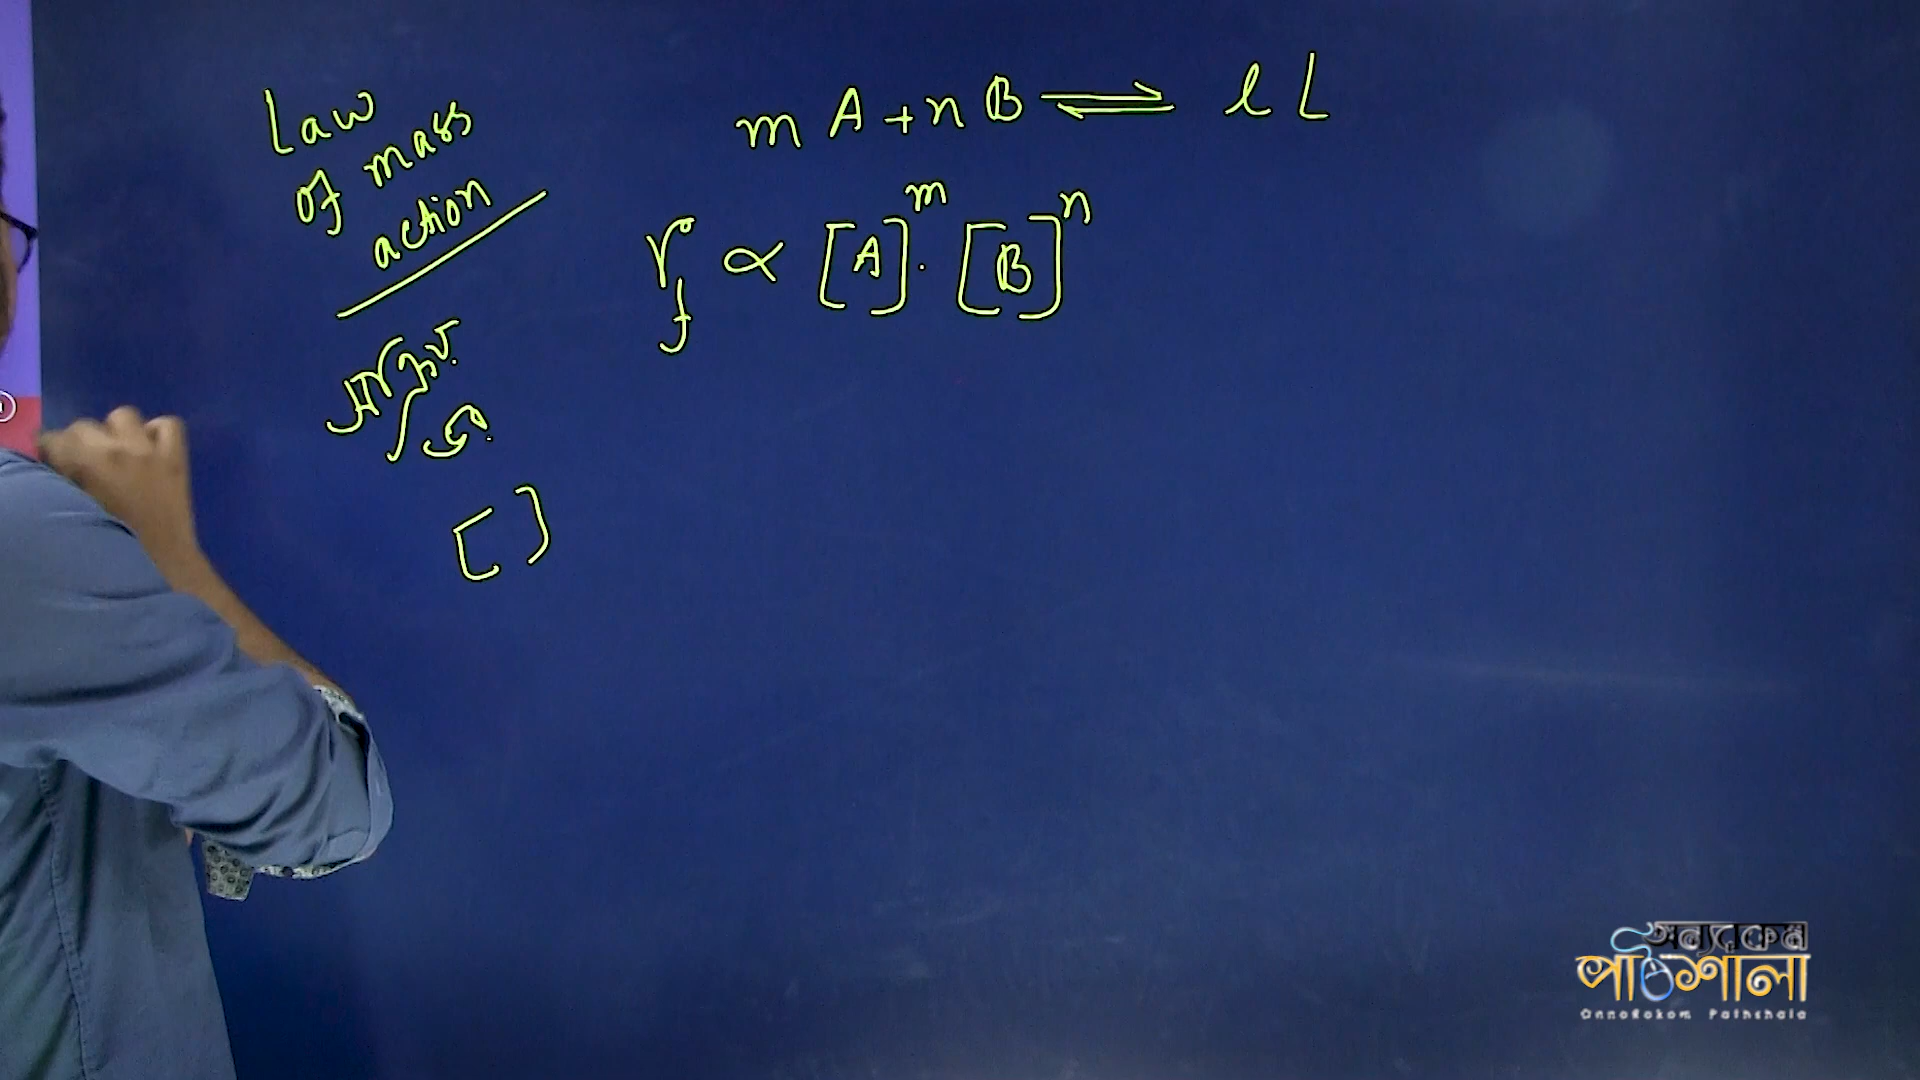 Law
of mass
action
সক্রিয়
ভর
[ ]
m A + n B ⇌ l L
r_f ∝ [A]^m . [B]^n
অন্যরকম
পাঠশালা
OnnoRokom Pathshala